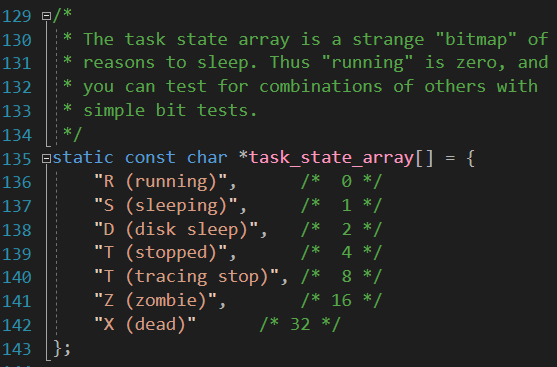 129 /*
130  * The task state array is a strange "bitmap" of
131  * reasons to sleep. Thus "running" is zero, and
132  * you can test for combinations of others with
133  * simple bit tests.
134  */
135 static const char *task_state_array[] = {
136     "R (running)",      /*  0 */
137     "S (sleeping)",     /*  1 */
138     "D (disk sleep)",   /*  2 */
139     "T (stopped)",      /*  4 */
140     "T (tracing stop)", /*  8 */
141     "Z (zombie)",       /* 16 */
142     "X (dead)"      /* 32 */
143 };